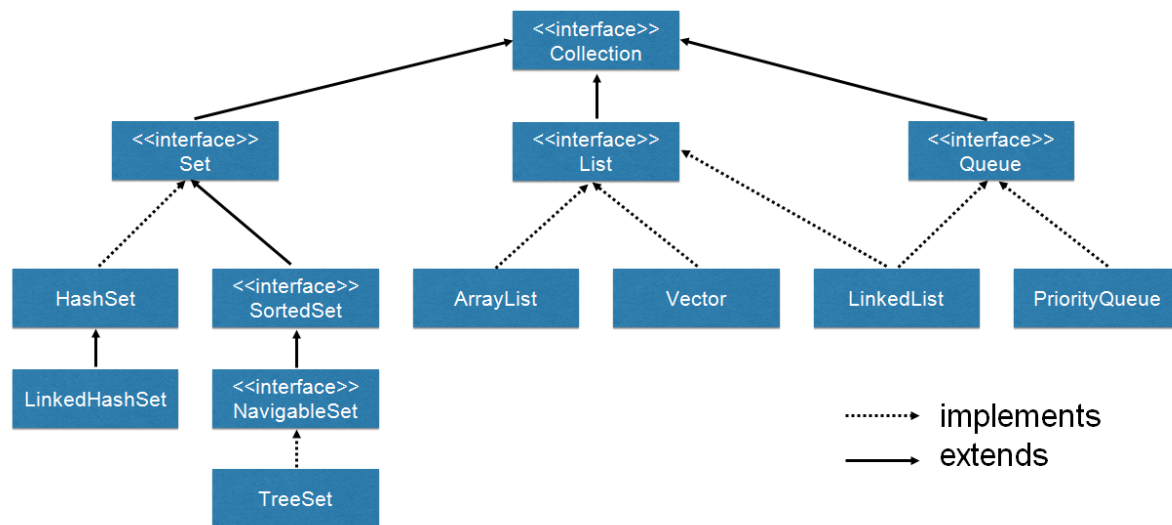 <<interface>>
Collection
<<interface>>
Set
<<interface>>
List
<<interface>>
Queue
HashSet
<<interface>>
SortedSet
ArrayList
Vector
LinkedList
PriorityQueue
LinkedHashSet
<<interface>>
NavigableSet
implements
extends
TreeSet